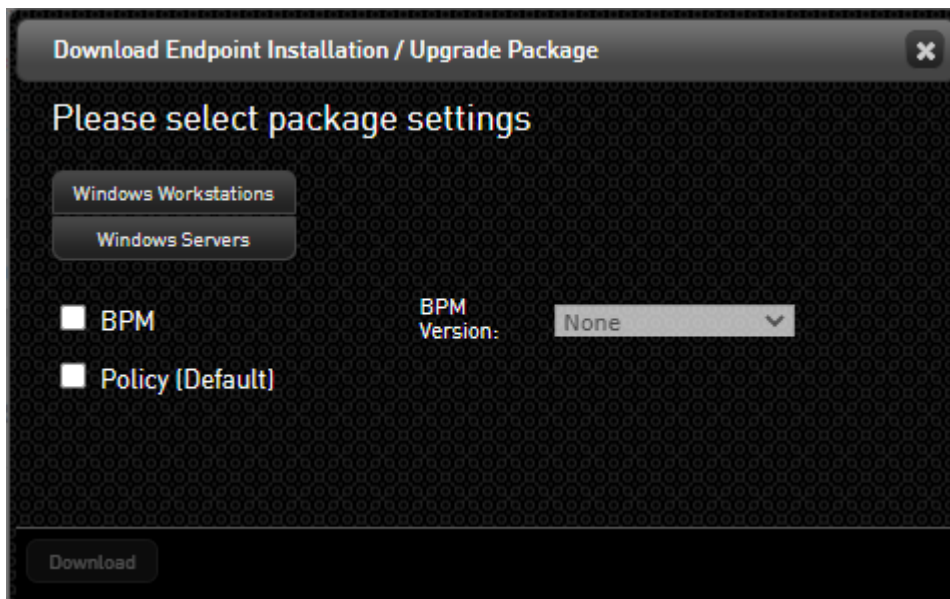 Download Endpoint Installation / Upgrade Package
Please select package settings
Windows Workstations
Windows Servers
BPM
BPM
Version:
None
Policy (Default)
Download